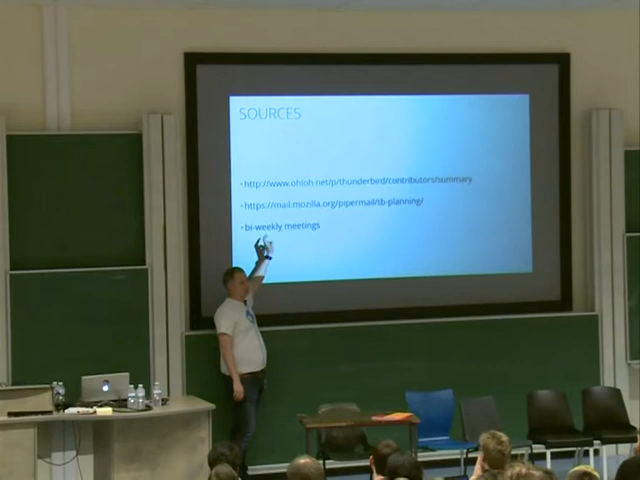 SOURCES
· http://www.ohloh.net/p/thunderbird/contributors/summary
· https://mail.mozilla.org/pipermail/tb-planning/
· bi-weekly meetings